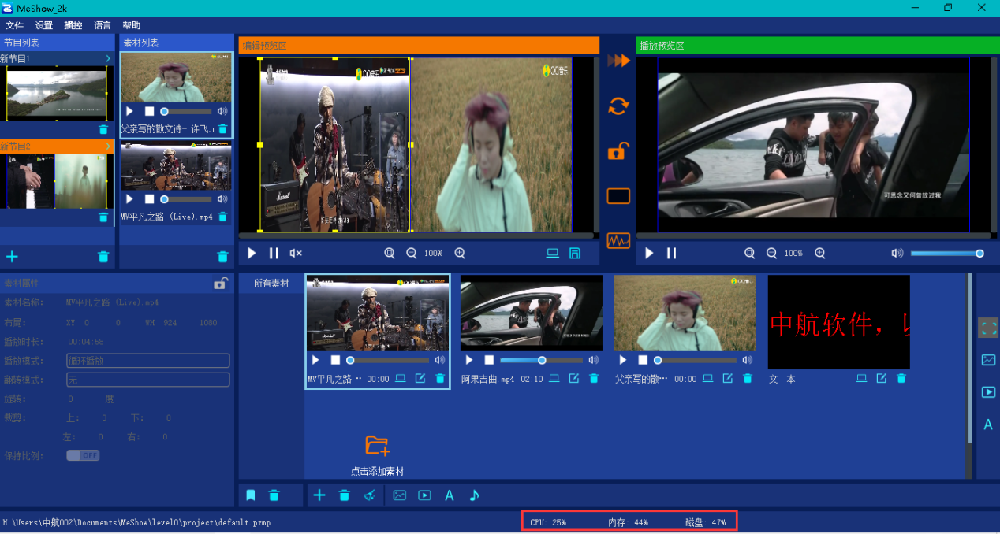 MeShow_2k
文件 设置 播控 语言 帮助
节目列表
新节目1
新节目2
素材列表
父亲写的散文诗- 许飞.
MV平凡之路 (Live).mp4
编辑预览区
QQ音乐
QQ音乐
100%
播放预览区
可思念又何曾放过我
100%
素材属性
素材名称: MV平凡之路 (Live).mp4
布局: XY 0 0 WH 924 1080
播放时长: 00:04:58
播放模式: 循环播放
翻转模式: 无
旋转: 0 度
裁剪: 上: 0 下: 0
左: 0 右: 0
保持比例: OFF
所有素材
MV平凡之路 ·· 00:00
阿果吉曲.mp4 02:10
父亲写的散··· 00:00
中航软件,
文 本
点击添加素材
A
A
H:\Users\中航002\Documents\MeShow\level0\project\default.pzmp
CPU: 25% 内存: 44% 磁盘: 47%